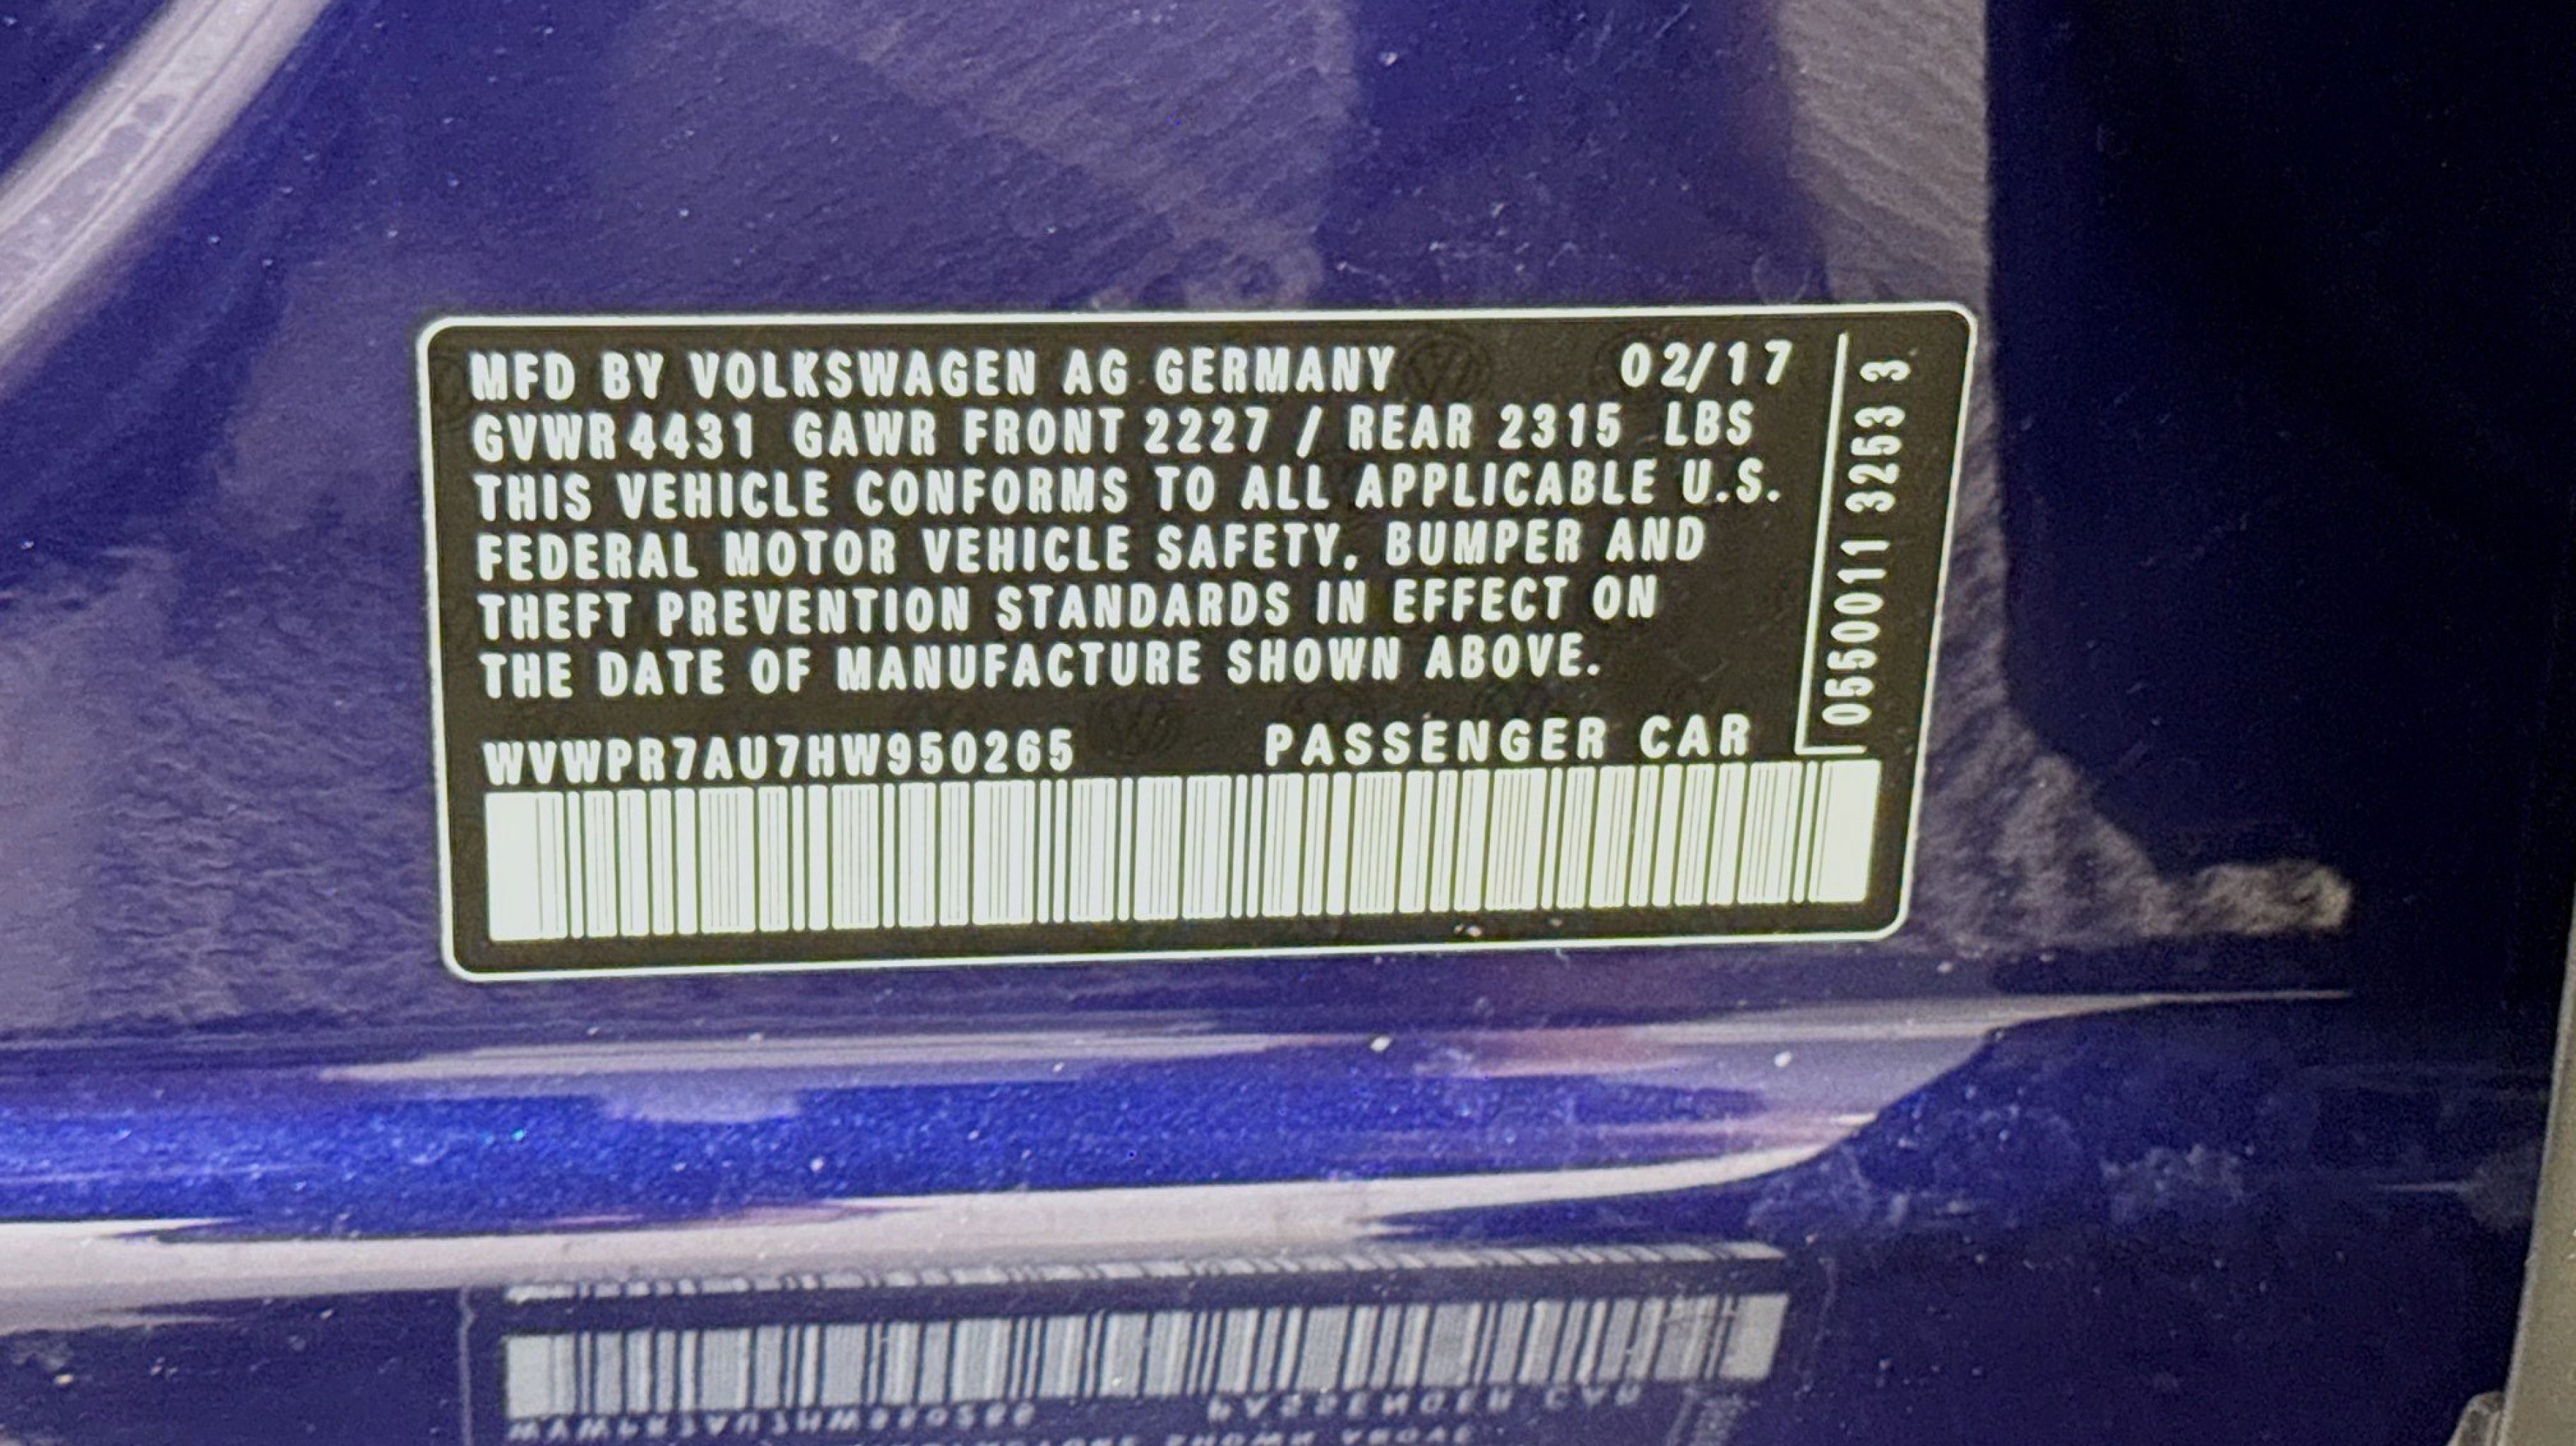 MFD BY VOLKSWAGEN AG GERMANY 02/17
GVWR 4431 GAWR FRONT 2227 / REAR 2315 LBS
THIS VEHICLE CONFORMS TO ALL APPLICABLE U.S.
FEDERAL MOTOR VEHICLE SAFETY, BUMPER AND
THEFT PREVENTION STANDARDS IN EFFECT ON
THE DATE OF MANUFACTURE SHOWN ABOVE.
WVWPR7AU7HW950265 PASSENGER CAR
0550011 3253 3